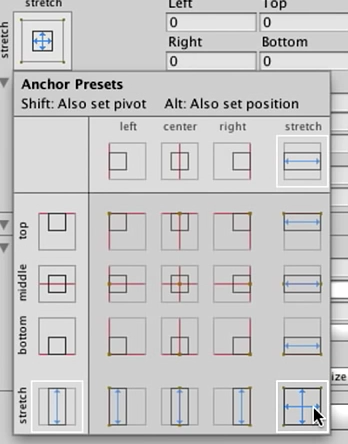 stretch
stretch
Left Top
0 0
Right Bottom
0 0
Anchor Presets
Shift: Also set pivot Alt: Also set position
left center right stretch
top
middle
bottom
stretch
ize